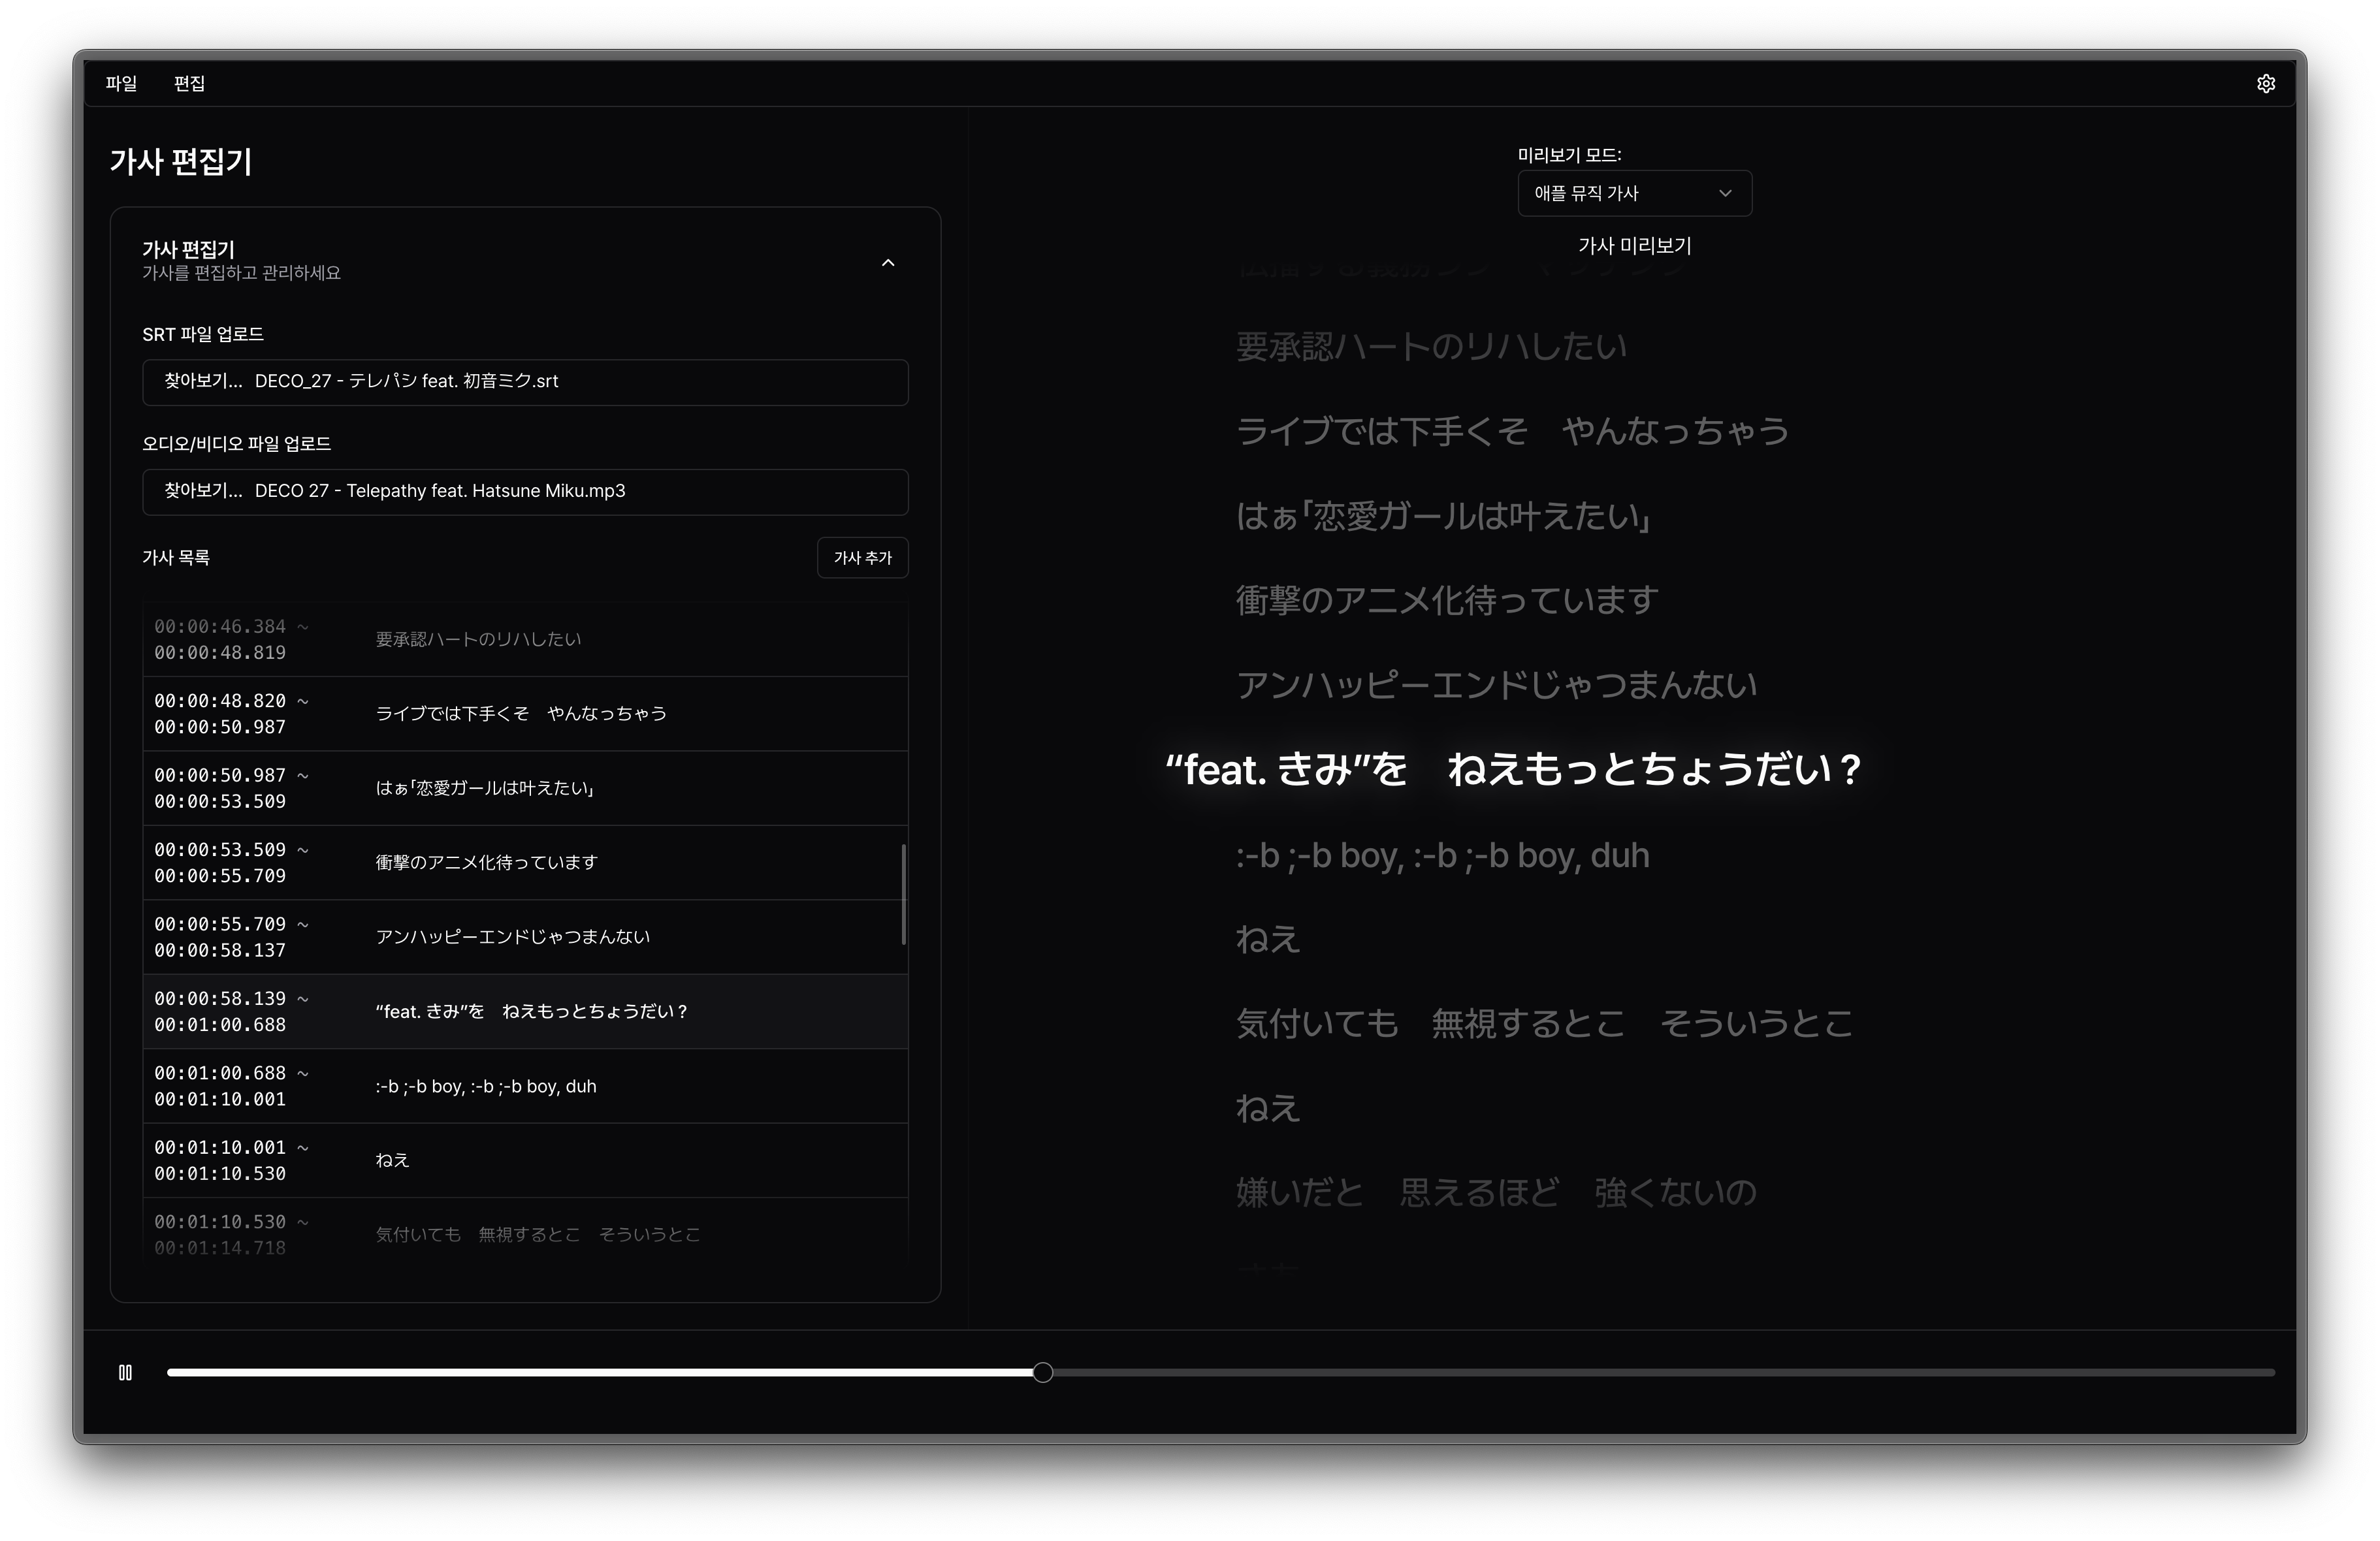 파일 편집
가사 편집기
가사 편집기
가사를 편집하고 관리하세요
SRT 파일 업로드
찾아보기... DECO_27 - テレパシ feat. 初音ミク.srt
오디오/비디오 파일 업로드
찾아보기... DECO 27 - Telepathy feat. Hatsune Miku.mp3
가사 목록
가사 추가
00:00:46.384 ~
00:00:48.819
要承認ハートのリハしたい
00:00:48.820 ~
00:00:50.987
ライブでは下手くそ　やんなっちゃう
00:00:50.987 ~
00:00:53.509
はぁ「恋愛ガールは叶えたい」
00:00:53.509 ~
00:00:55.709
衝撃のアニメ化待っています
00:00:55.709 ~
00:00:58.137
アンハッピーエンドじゃつまんない
00:00:58.139 ~
00:01:00.688
“feat. きみ”を　ねえもっとちょうだい？
00:01:00.688 ~
00:01:10.001
:-b ;-b boy, :-b ;-b boy, duh
00:01:10.001 ~
00:01:10.530
ねえ
00:01:10.530 ~
00:01:14.718
気付いても　無視するとこ　そういうとこ
미리보기 모드:
애플 뮤직 가사
가사 미리보기
要承認ハートのリハしたい
ライブでは下手くそ　やんなっちゃう
はぁ「恋愛ガールは叶えたい」
衝撃のアニメ化待っています
アンハッピーエンドじゃつまんない
“feat. きみ”を　ねえもっとちょうだい？
:-b ;-b boy, :-b ;-b boy, duh
ねえ
気付いても　無視するとこ　そういうとこ
ねえ
嫌いだと　思えるほど　強くないの